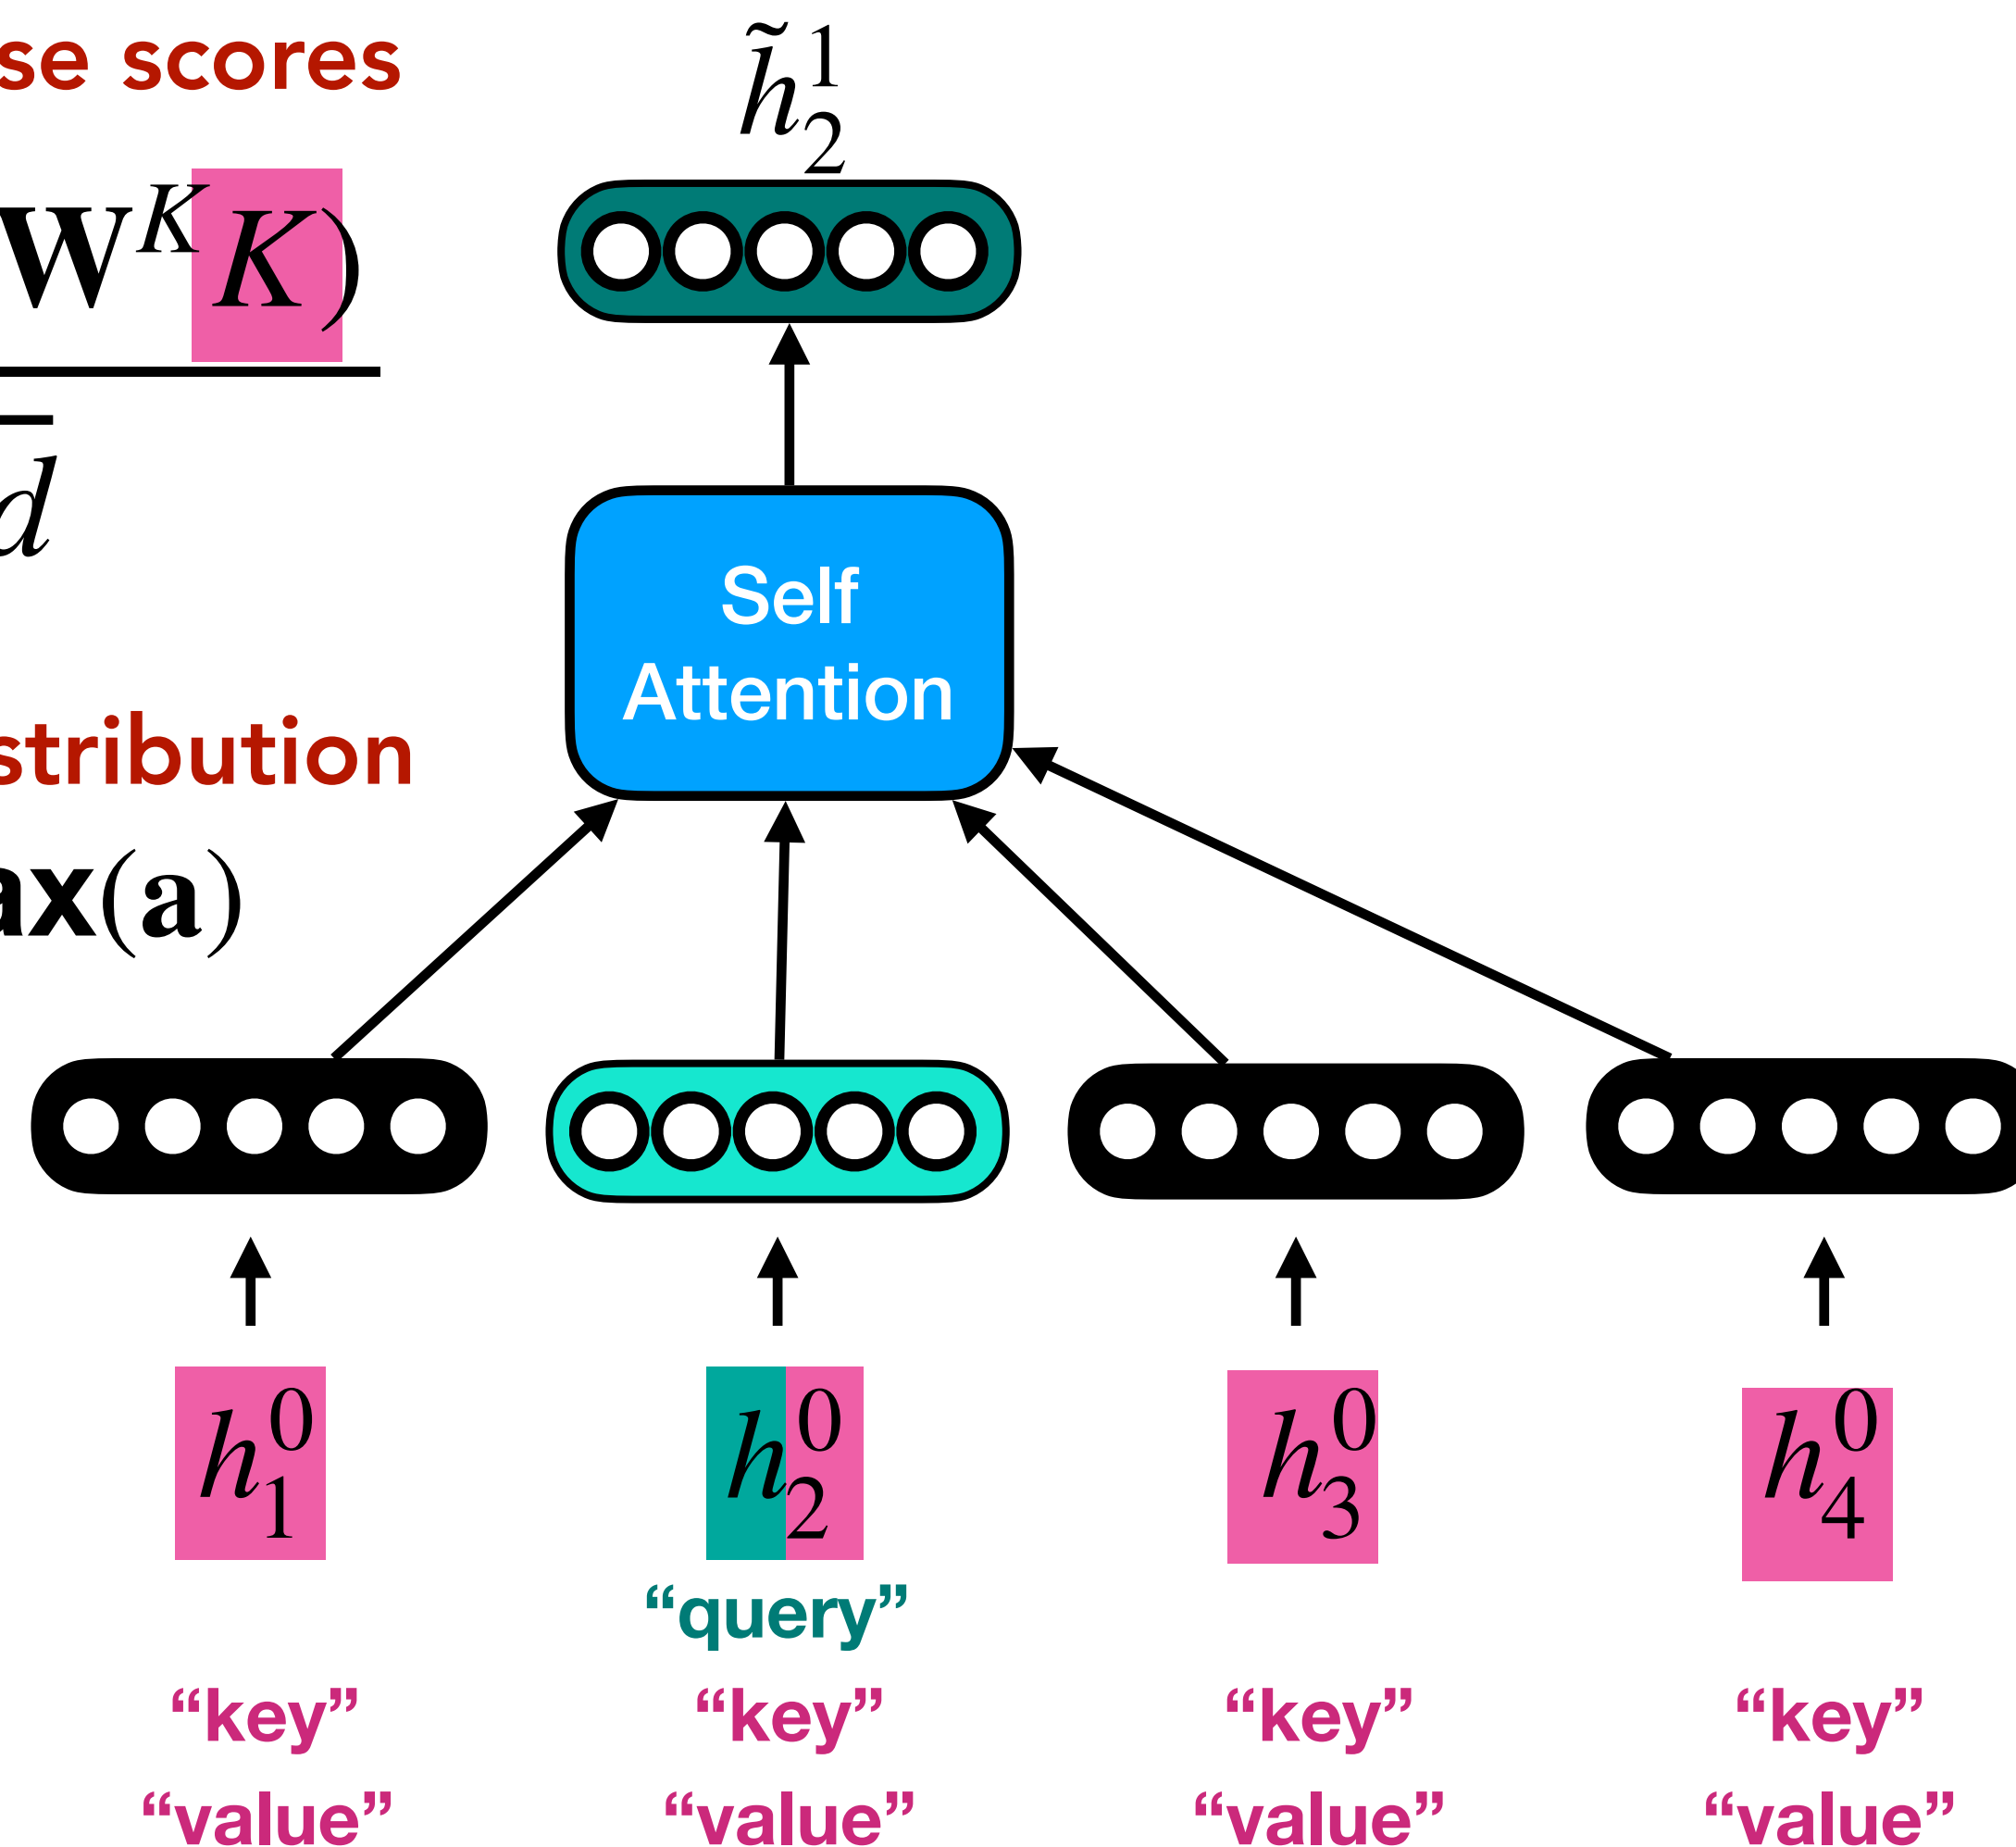 se scores
W^K K)
d
stribution
ax(a)
h̃_2^1
Self
Attention
h_1^0 h_2^0 h_3^0 h_4^0
“query”
“key” “key” “key” “key”
“value” “value” “value” “value”